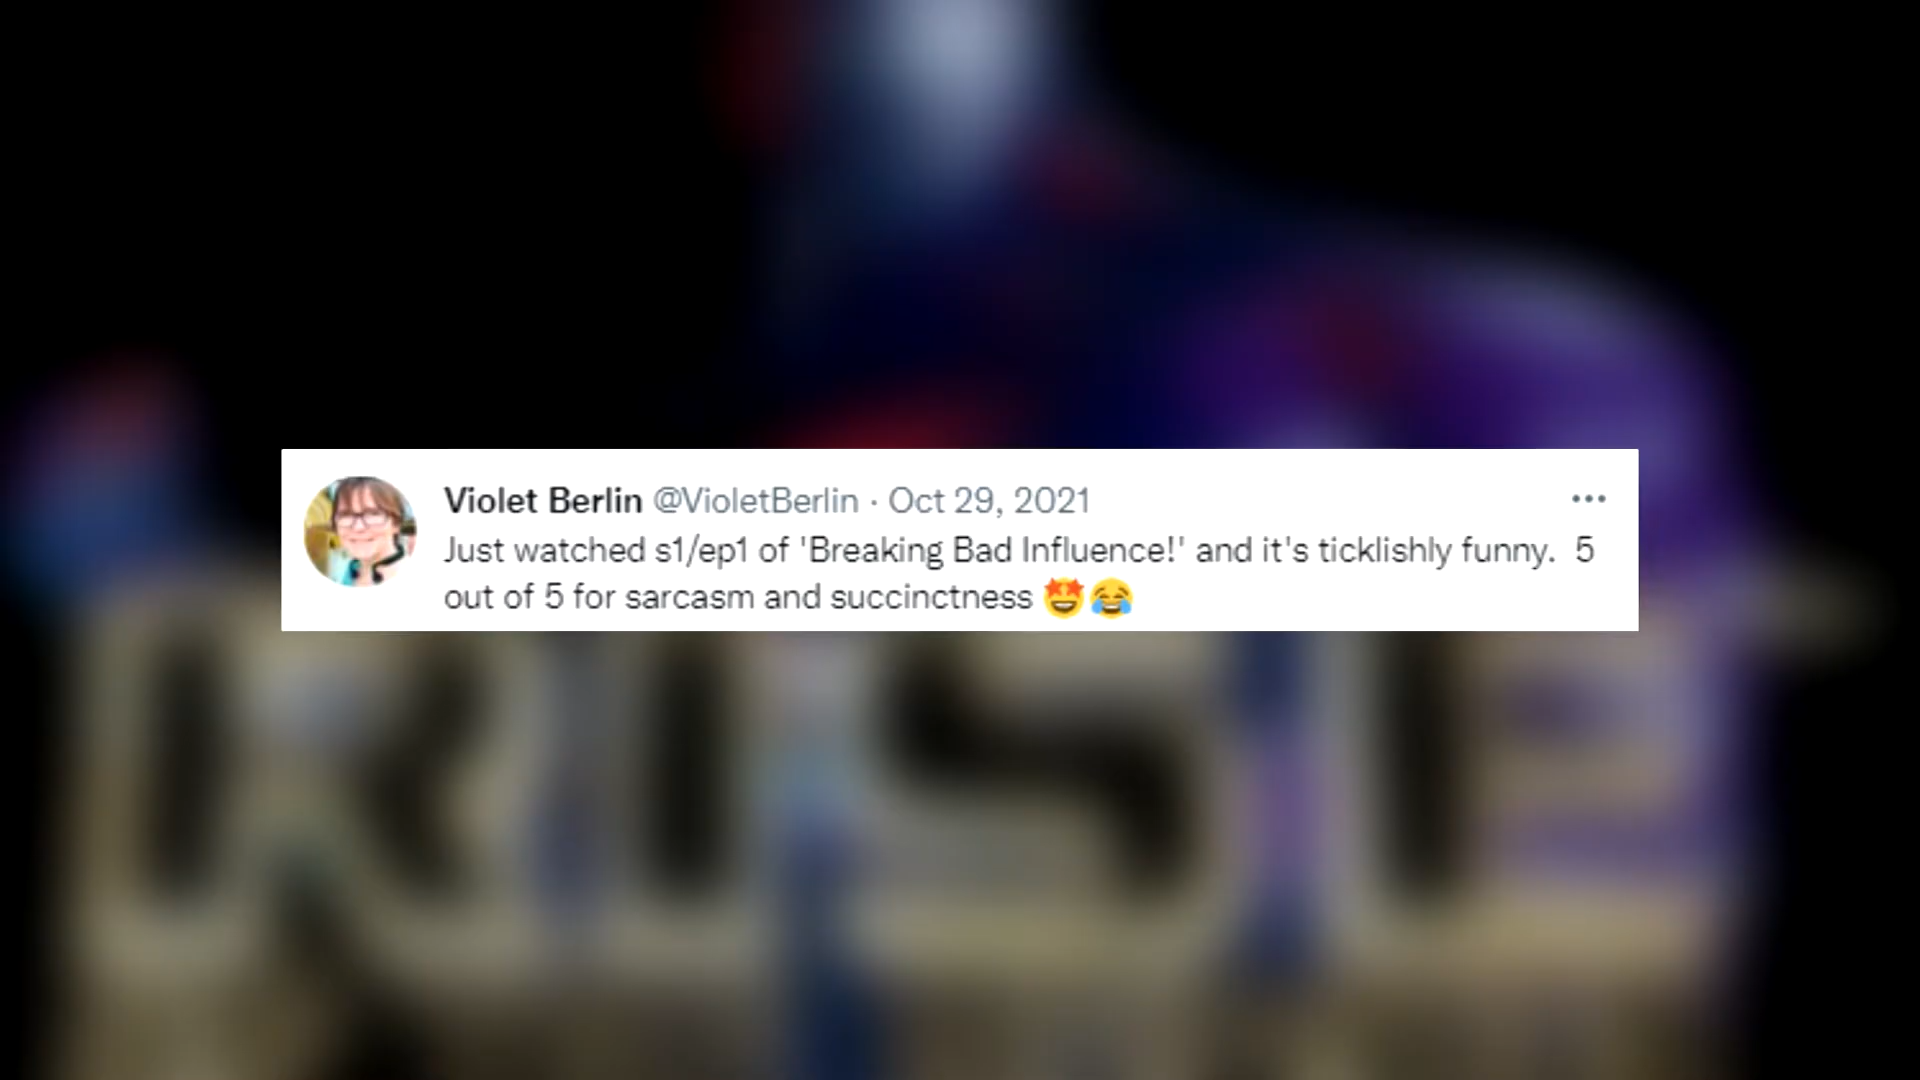 Violet Berlin @VioletBerlin · Oct 29, 2021
Just watched s1/ep1 of 'Breaking Bad Influence!' and it's ticklishly funny.  5
out of 5 for sarcasm and succinctness 🤩😂
RISE